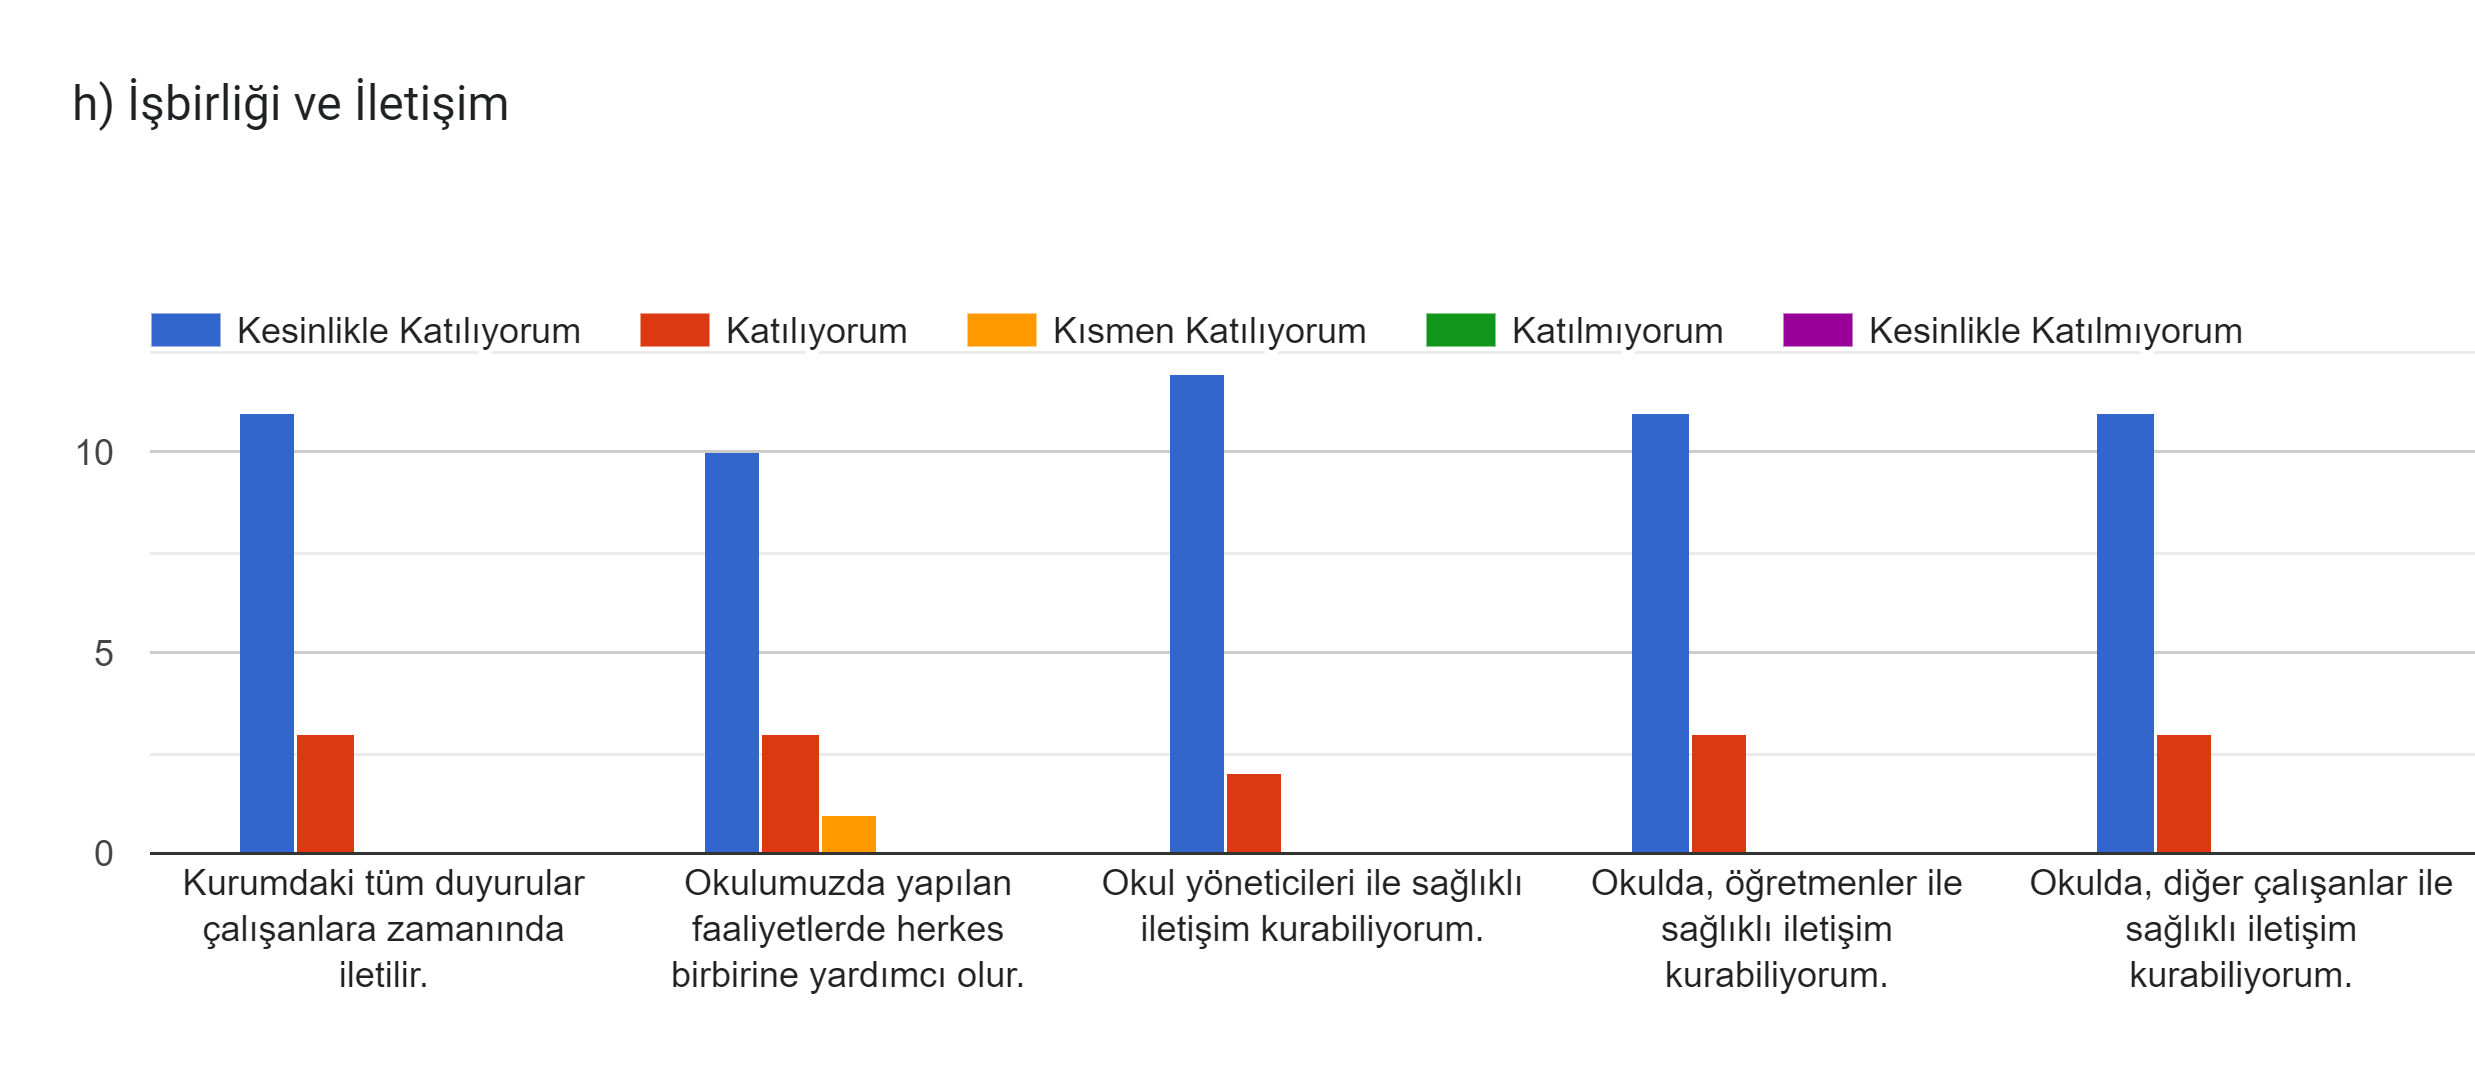 h) İşbirliği ve İletişim
Kesinlikle Katılıyorum Katılıyorum Kısmen Katılıyorum Katılmıyorum Kesinlikle Katılmıyorum
10
5
0
Kurumdaki tüm duyurular
çalışanlara zamanında
iletilir.
Okulumuzda yapılan
faaliyetlerde herkes
birbirine yardımcı olur.
Okul yöneticileri ile sağlıklı
iletişim kurabiliyorum.
Okulda, öğretmenler ile
sağlıklı iletişim
kurabiliyorum.
Okulda, diğer çalışanlar ile
sağlıklı iletişim
kurabiliyorum.